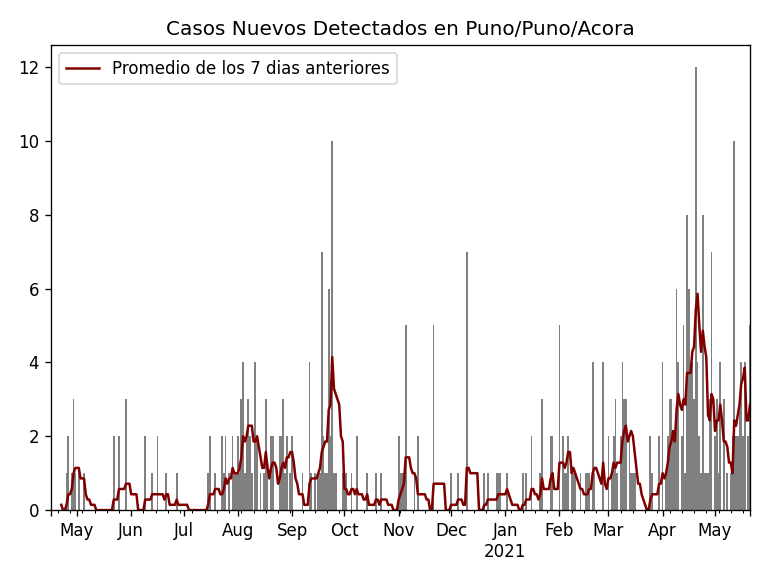 Casos Nuevos Detectados en Puno/Puno/Acora
Promedio de los 7 dias anteriores
12
10
8
6
4
2
0
May Jun Jul Aug Sep Oct Nov Dec Jan Feb Mar Apr May
2021